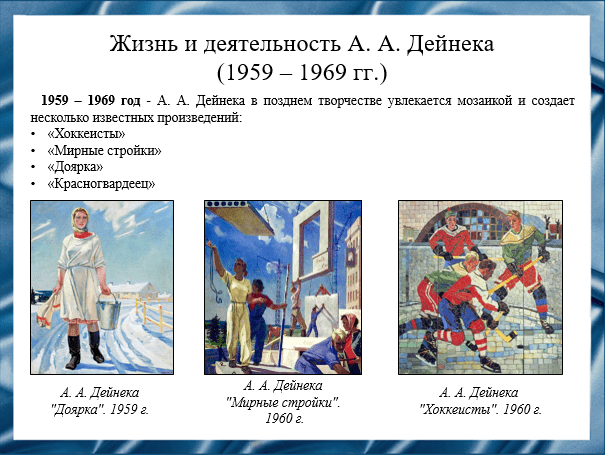 Жизнь и деятельность А. А. Дейнека
(1959 – 1969 гг.)
1959 – 1969 год - А. А. Дейнека в позднем творчестве увлекается мозаикой и создает
несколько известных произведений:
• «Хоккеисты»
• «Мирные стройки»
• «Доярка»
• «Красногвардеец»
А. А. Дейнека
"Доярка". 1959 г.
А. А. Дейнека
"Мирные стройки".
1960 г.
А. А. Дейнека
"Хоккеисты". 1960 г.